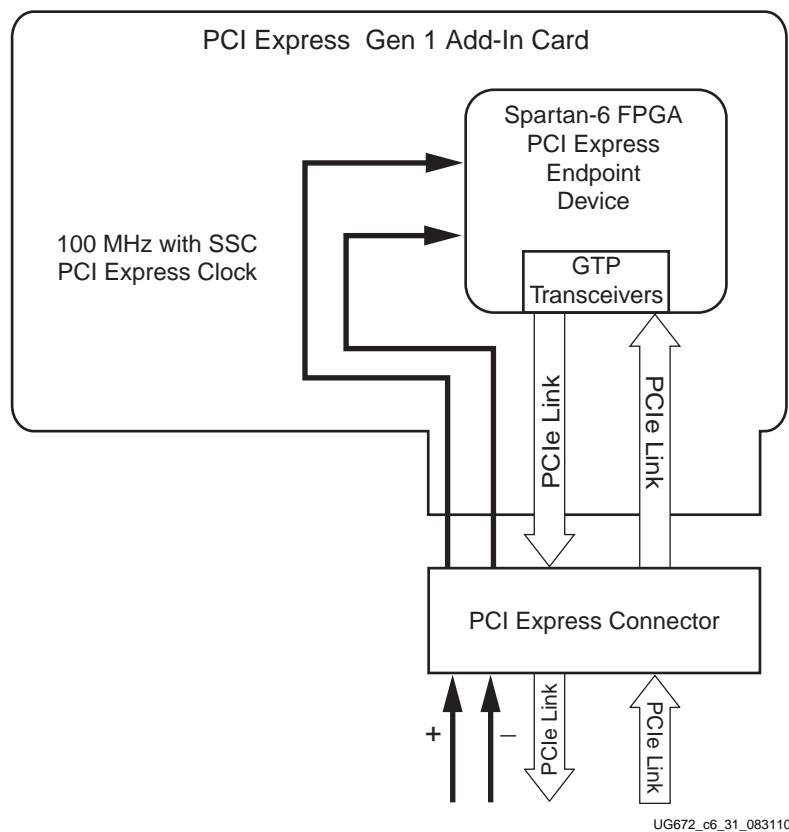 PCI Express  Gen 1 Add-In Card
Spartan-6 FPGA
PCI Express
Endpoint
Device
100 MHz with SSC
PCI Express Clock
GTP
Transceivers
PCIe Link
PCIe Link
PCI Express Connector
+
–
PCIe Link
PCIe Link
UG672_c6_31_083110